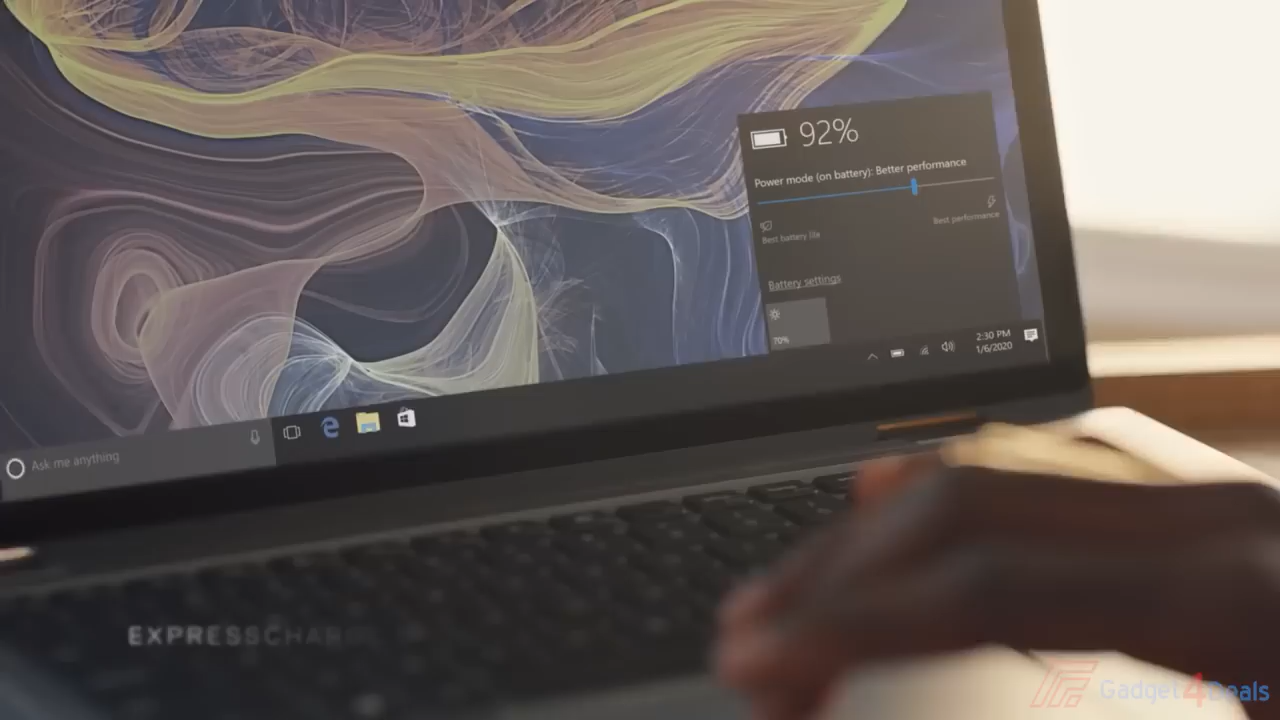 92%
Power mode (on battery): Better performance
Best performance
Best battery life
Battery settings
70%
2:30 PM
1/6/2020
Ask me anything
EXPRESSCHAR
Gadget4Deals